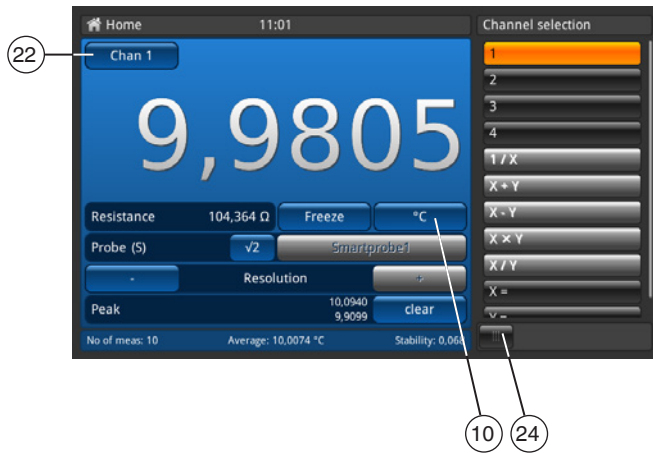 Home 11:01
Channel selection
22
Chan 1
9,9805
Resistance 104,364 Ω Freeze °C
Probe (S) √2 Smartprobe1
- Resolution +
Peak 10,0940 clear
9,9099
No of meas: 10 Average: 10,0074 °C Stability: 0,068
1
2
3
4
1 / X
X + Y
X - Y
X × Y
X / Y
X =
Y =
10 24